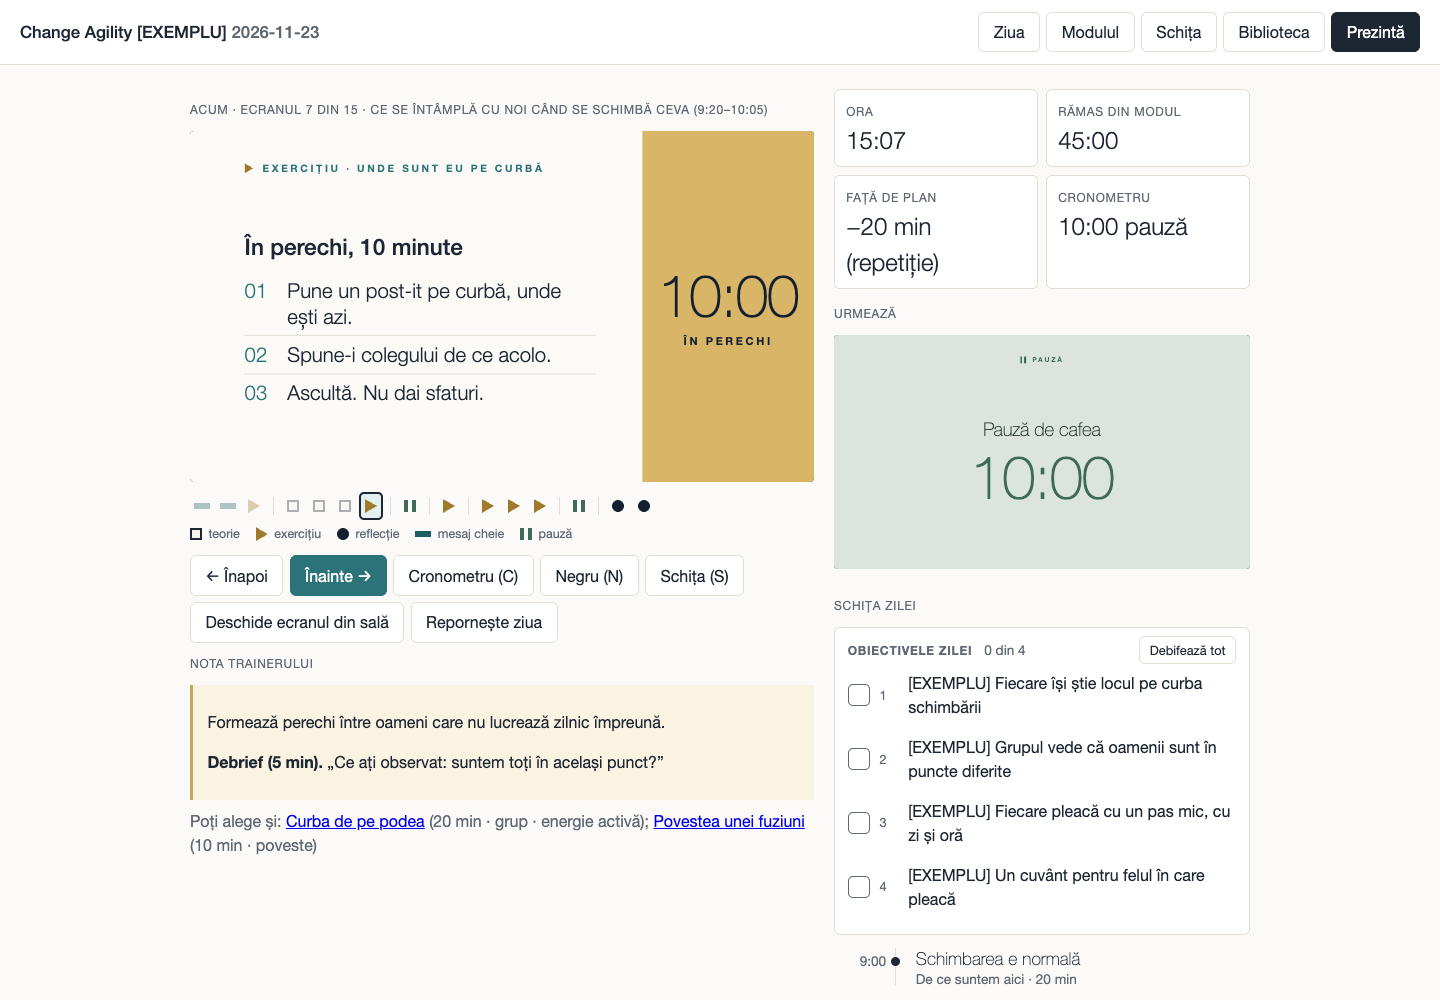 Change Agility [EXEMPLU] 2026-11-23
Ziua
Modulul
Schița
Biblioteca
Prezintă
ACUM · ECRANUL 7 DIN 15 · CE SE ÎNTÂMPLĂ CU NOI CÂND SE SCHIMBĂ CEVA (9:20–10:05)
EXERCIȚIU · UNDE SUNT EU PE CURBĂ
În perechi, 10 minute
01 Pune un post-it pe curbă, unde
ești azi.
02 Spune-i colegului de ce acolo.
03 Ascultă. Nu dai sfaturi.
10:00
ÎN PERECHI
teorie
exercițiu
reflecție
mesaj cheie
pauză
← Înapoi
Înainte →
Cronometru (C)
Negru (N)
Schița (S)
Deschide ecranul din sală
Repornește ziua
NOTA TRAINERULUI
Formează perechi între oameni care nu lucrează zilnic împreună.
Debrief (5 min). „Ce ați observat: suntem toți în același punct?”
Poți alege și: Curba de pe podea (20 min · grup · energie activă); Povestea unei fuziuni
(10 min · poveste)
ORA
15:07
RĂMAS DIN MODUL
45:00
FAȚĂ DE PLAN
−20 min
(repetiție)
CRONOMETRU
10:00 pauză
URMEAZĂ
PAUZĂ
Pauză de cafea
10:00
SCHIȚA ZILEI
OBIECTIVELE ZILEI 0 din 4
Debifează tot
1 [EXEMPLU] Fiecare își știe locul pe curba
schimbării
2 [EXEMPLU] Grupul vede că oamenii sunt în
puncte diferite
3 [EXEMPLU] Fiecare pleacă cu un pas mic, cu
zi și oră
4 [EXEMPLU] Un cuvânt pentru felul în care
pleacă
9:00 Schimbarea e normală
De ce suntem aici · 20 min